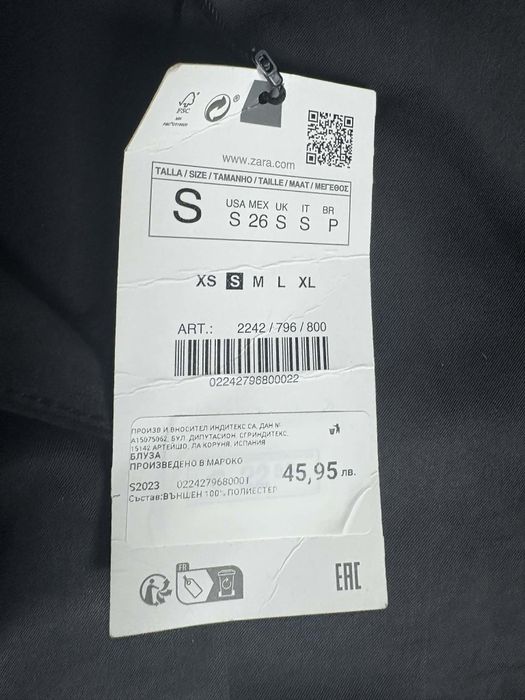 FSC
www.zara.com
TALLA / SIZE / TAMANHO / TAILLE / MAAT / ΜΕΓΕΘΟΣ
S
USA MEX UK IT BR
S 26 S S P
XS S M L XL
ART.: 2242 / 796 / 800
02242796800022
ПРОИЗВ И ВНОСИТЕЛ ИНДИТЕКС СА, ДАН №
А15075062, БУЛ. ДИПУТАСИОН, СГРИНДИТЕКС,
15142 АРТЕЙШО, ЛА КОРУНЯ, ИСПАНИЯ
БЛУЗА
ПРОИЗВЕДЕНО В МАРОКО
45,95 лв.
S2023 0224279680001
Състав:ВЪНШЕН 100% ПОЛИЕСТЕР
FR
EAC